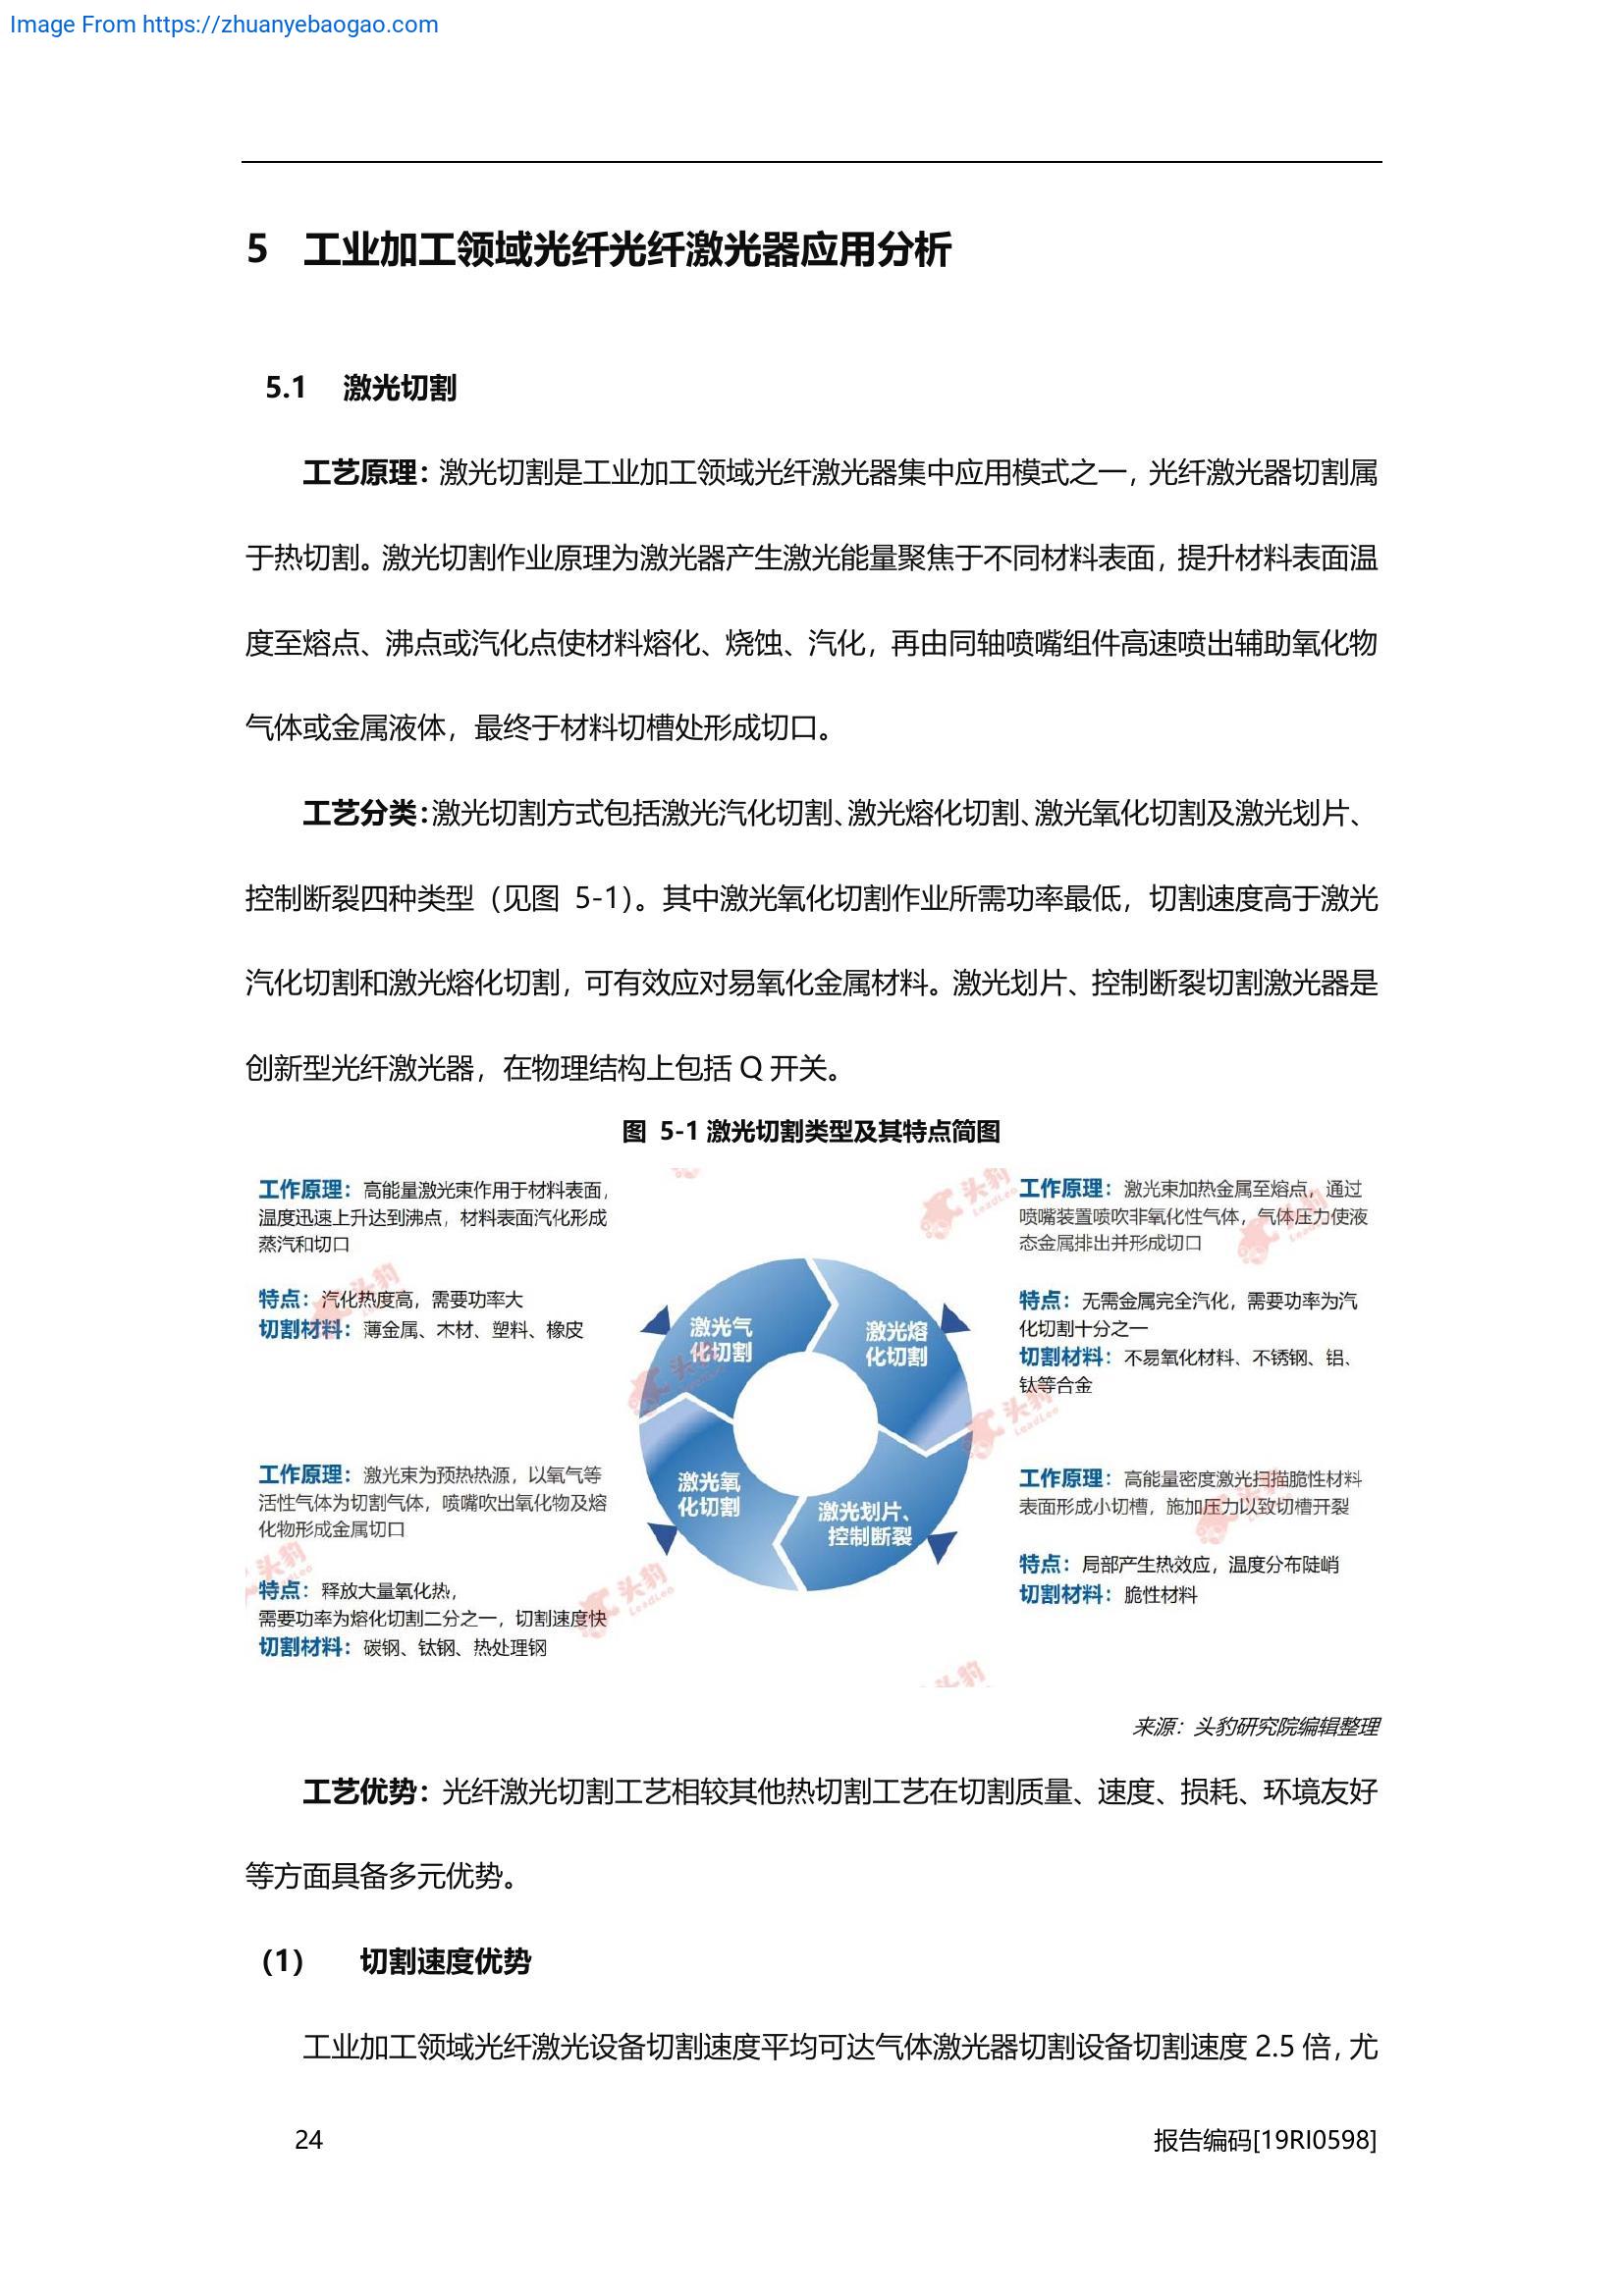 Image From https://zhuanyebaogao.com
5 工业加工领域光纤光纤激光器应用分析
5.1 激光切割
工艺原理：激光切割是工业加工领域光纤激光器集中应用模式之一，光纤激光器切割属
于热切割。激光切割作业原理为激光器产生激光能量聚焦于不同材料表面，提升材料表面温
度至熔点、沸点或汽化点使材料熔化、烧蚀、汽化，再由同轴喷嘴组件高速喷出辅助氧化物
气体或金属液体，最终于材料切槽处形成切口。
工艺分类：激光切割方式包括激光汽化切割、激光熔化切割、激光氧化切割及激光划片、
控制断裂四种类型（见图 5-1）。其中激光氧化切割作业所需功率最低，切割速度高于激光
汽化切割和激光熔化切割，可有效应对易氧化金属材料。激光划片、控制断裂切割激光器是
创新型光纤激光器，在物理结构上包括 Q 开关。
图 5-1 激光切割类型及其特点简图
工作原理：高能量激光束作用于材料表面，
温度迅速上升达到沸点，材料表面汽化形成
蒸汽和切口
特点：汽化热度高，需要功率大
切割材料：薄金属、木材、塑料、橡皮
工作原理：激光束加热金属至熔点，通过
喷嘴装置喷吹非氧化性气体，气体压力使液
态金属排出并形成切口
特点：无需金属完全汽化，需要功率为汽
化切割十分之一
切割材料：不易氧化材料、不锈钢、铝、
钛等合金
激光气
化切割
激光熔
化切割
激光氧
化切割
激光划片、
控制断裂
工作原理：激光束为预热热源，以氧气等
活性气体为切割气体，喷嘴吹出氧化物及熔
化物形成金属切口
特点：释放大量氧化热，
需要功率为熔化切割二分之一，切割速度快
切割材料：碳钢、钛钢、热处理钢
工作原理：高能量密度激光扫描脆性材料
表面形成小切槽，施加压力以致切槽开裂
特点：局部产生热效应，温度分布陡峭
切割材料：脆性材料
头豹
LeadLeo
来源：头豹研究院编辑整理
工艺优势：光纤激光切割工艺相较其他热切割工艺在切割质量、速度、损耗、环境友好
等方面具备多元优势。
（1） 切割速度优势
工业加工领域光纤激光设备切割速度平均可达气体激光器切割设备切割速度 2.5 倍，尤
24
报告编码[19RI0598]